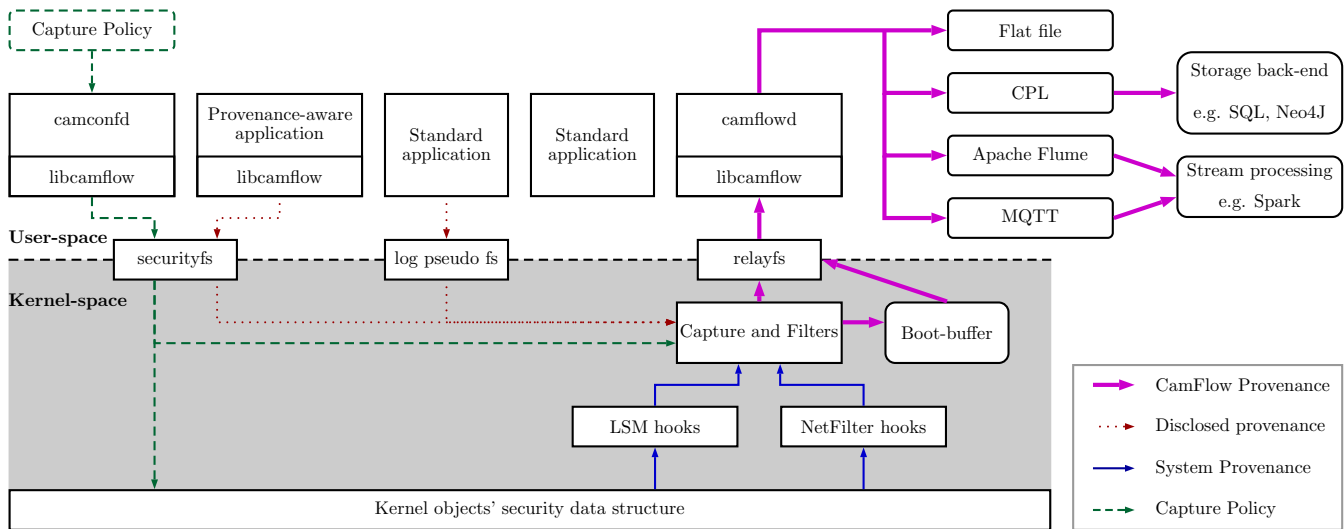 Capture Policy
Flat file
Storage back-end
e.g. SQL, Neo4J
CPL
camconfd
Provenance-aware
application
Standard
application
Standard
application
camflowd
Apache Flume
Stream processing
e.g. Spark
libcamflow
libcamflow
libcamflow
MQTT
User-space
securityfs
log pseudo fs
relayfs
Kernel-space
Capture and Filters
Boot-buffer
LSM hooks
NetFilter hooks
Kernel objects' security data structure
CamFlow Provenance
Disclosed provenance
System Provenance
Capture Policy